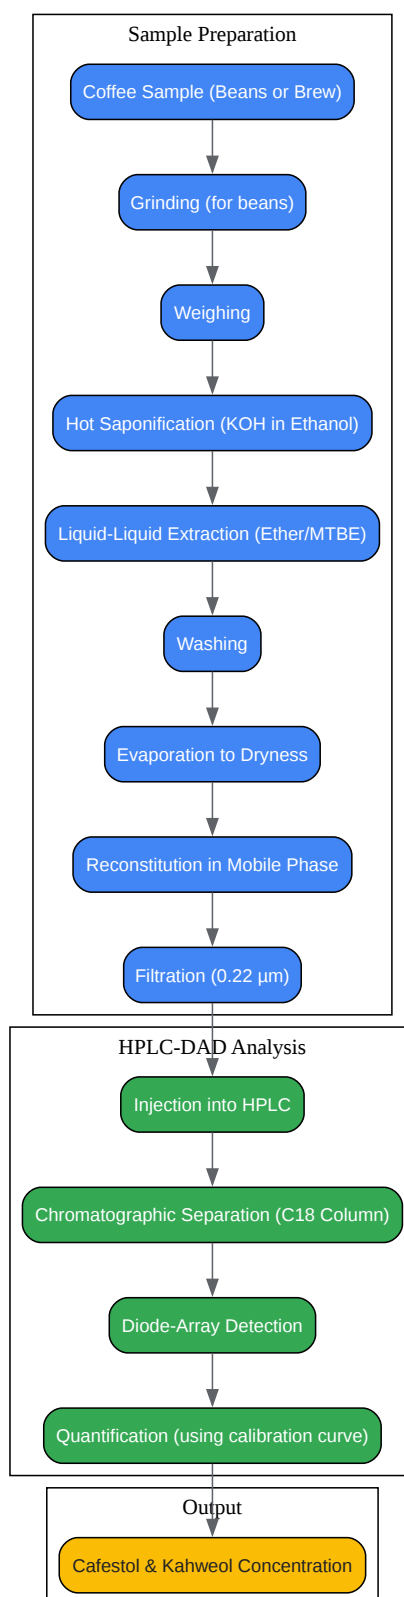 Sample Preparation
Coffee Sample (Beans or Brew)
Grinding (for beans)
Weighing
Hot Saponification (KOH in Ethanol)
Liquid-Liquid Extraction (Ether/MTBE)
Washing
Evaporation to Dryness
Reconstitution in Mobile Phase
Filtration (0.22 µm)
HPLC-DAD Analysis
Injection into HPLC
Chromatographic Separation (C18 Column)
Diode-Array Detection
Quantification (using calibration curve)
Output
Cafestol & Kahweol Concentration